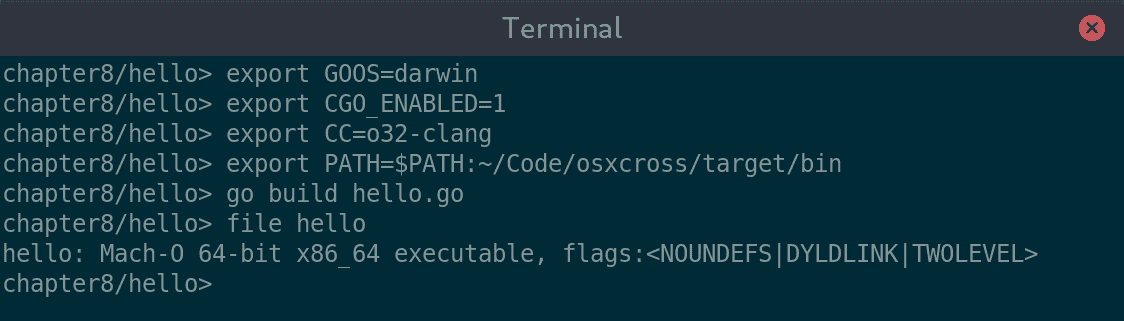 Terminal
chapter8/hello> export GOOS=darwin
chapter8/hello> export CGO_ENABLED=1
chapter8/hello> export CC=o32-clang
chapter8/hello> export PATH=$PATH:~/Code/osxcross/target/bin
chapter8/hello> go build hello.go
chapter8/hello> file hello
hello: Mach-O 64-bit x86_64 executable, flags:<NOUNDEFS|DYLDLINK|TWOLEVEL>
chapter8/hello>